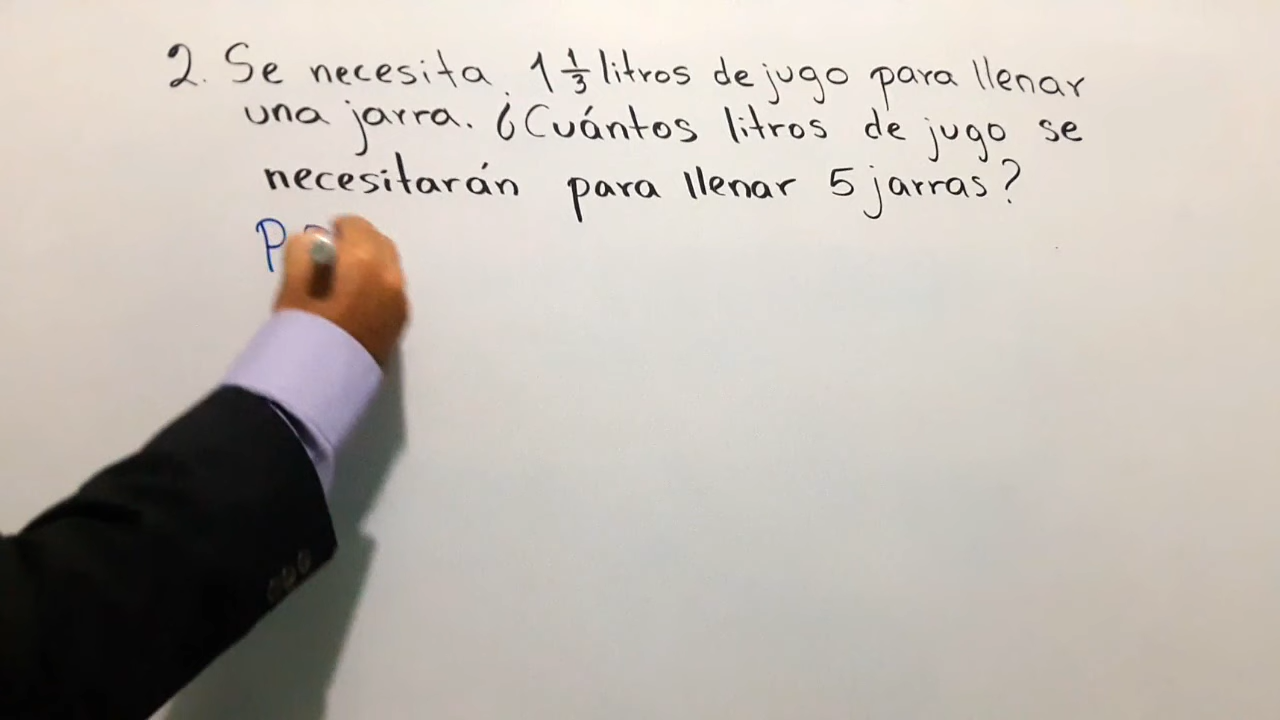 2. Se necesita 1 1/3 litros de jugo para llenar
una jarra. ¿Cuántos litros de jugo se
necesitarán para llenar 5 jarras?